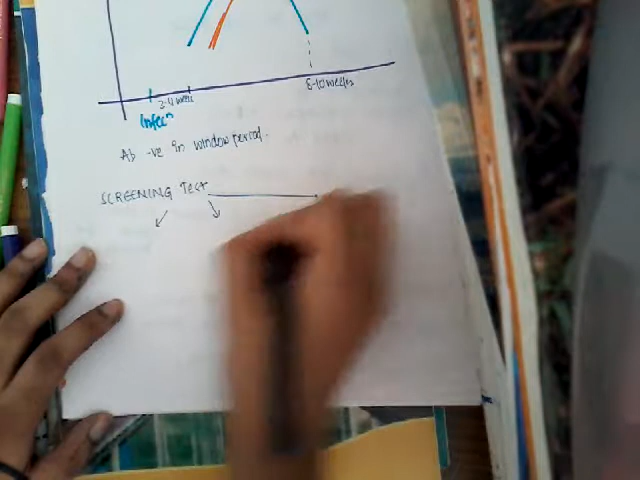 8-10 weeks
2-4 weeks
Infecⁿ
Ab -ve in window period.
SCREENING Test